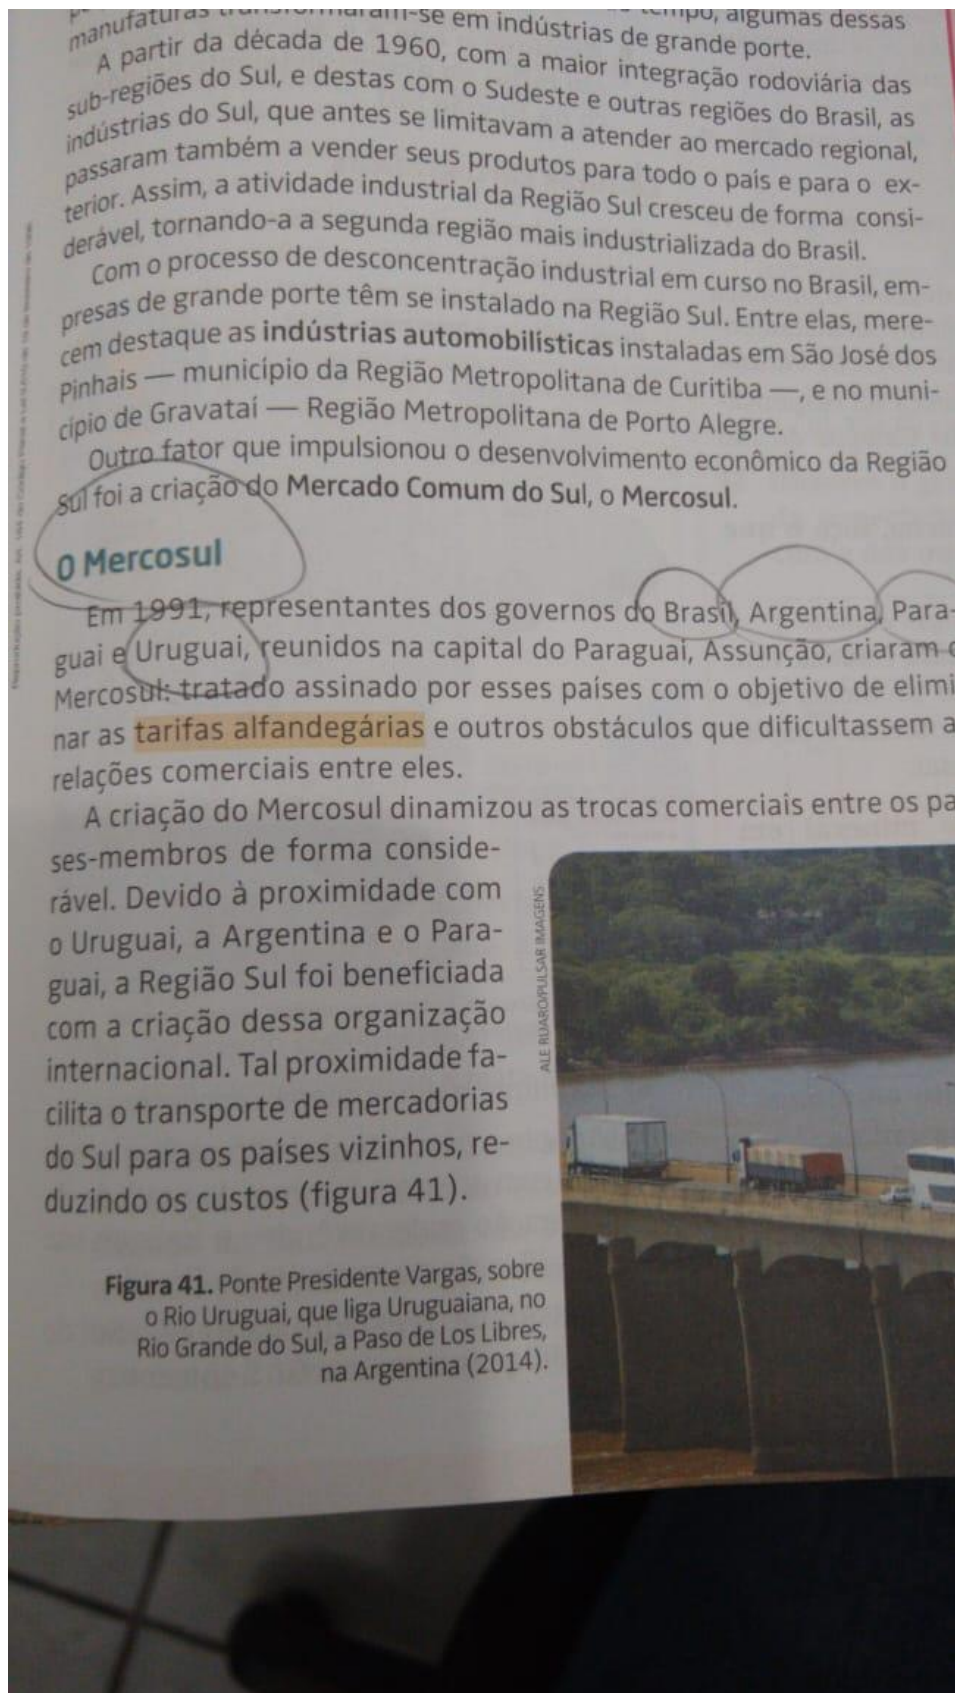 manufaturas transformaram-se em indústrias de grande porte.
tempo, algumas dessas
A partir da década de 1960, com a maior integração rodoviária das
sub-regiões do Sul, e destas com o Sudeste e outras regiões do Brasil, as
indústrias do Sul, que antes se limitavam a atender ao mercado regional,
passaram também a vender seus produtos para todo o país e para o ex-
terior. Assim, a atividade industrial da Região Sul cresceu de forma consi-
derável, tornando-a a segunda região mais industrializada do Brasil.
Com o processo de desconcentração industrial em curso no Brasil, em-
presas de grande porte têm se instalado na Região Sul. Entre elas, mere-
cem destaque as indústrias automobilísticas instaladas em São José dos
Pinhais — município da Região Metropolitana de Curitiba —, e no muni-
cípio de Gravataí — Região Metropolitana de Porto Alegre.
Outro fator que impulsionou o desenvolvimento econômico da Região
Sul foi a criação do Mercado Comum do Sul, o Mercosul.
O Mercosul
Em 1991, representantes dos governos do Brasil, Argentina, Para-
guai e Uruguai, reunidos na capital do Paraguai, Assunção, criaram o
Mercosul: tratado assinado por esses países com o objetivo de elimi
nar as tarifas alfandegárias e outros obstáculos que dificultassem a
relações comerciais entre eles.
A criação do Mercosul dinamizou as trocas comerciais entre os pa
ses-membros de forma conside-
rável. Devido à proximidade com
o Uruguai, a Argentina e o Para-
guai, a Região Sul foi beneficiada
com a criação dessa organização
internacional. Tal proximidade fa-
cilita o transporte de mercadorias
do Sul para os países vizinhos, re-
duzindo os custos (figura 41).
ALE RUARO/PULSAR IMAGENS
Figura 41. Ponte Presidente Vargas, sobre
o Rio Uruguai, que liga Uruguaiana, no
Rio Grande do Sul, a Paso de Los Libres,
na Argentina (2014).